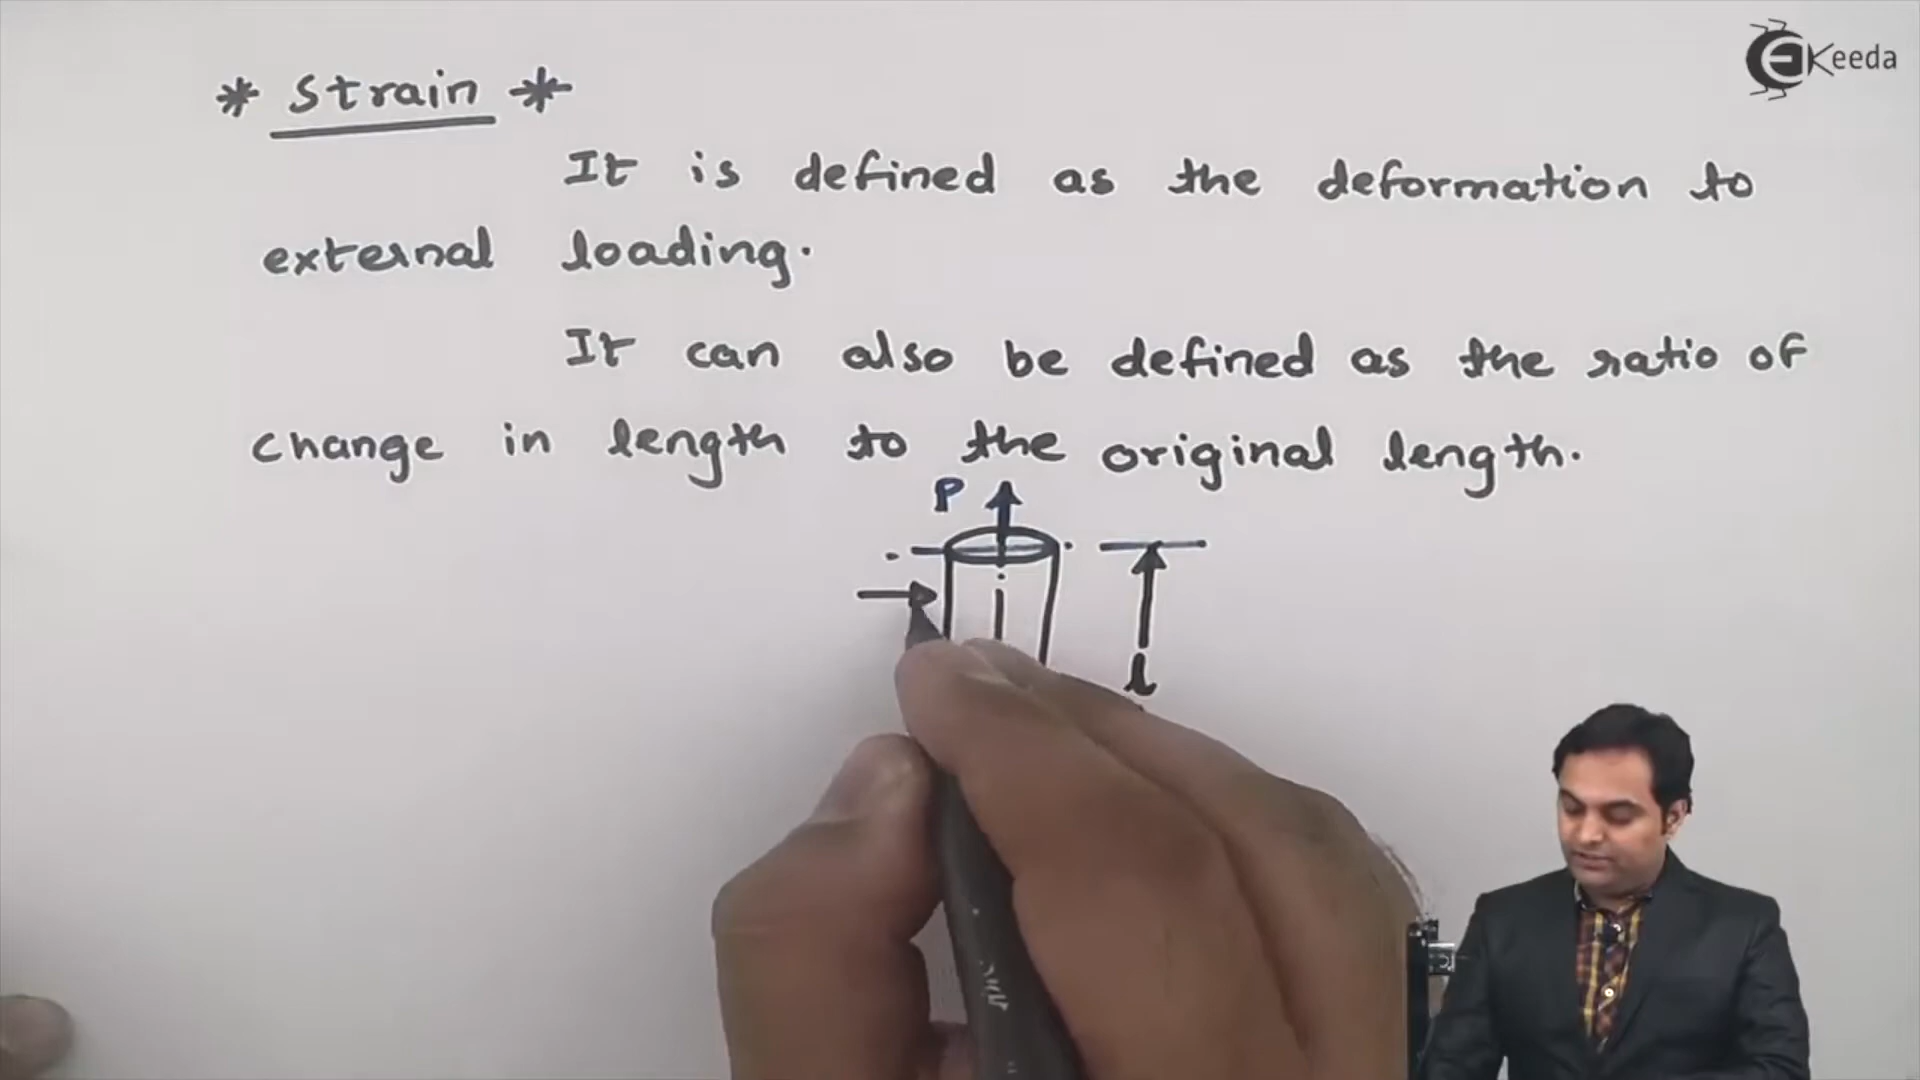 * Strain *
It is defined as the deformation to
external loading.
It can also be defined as the ratio of
change in length to the original length.
P
l
EKeeda